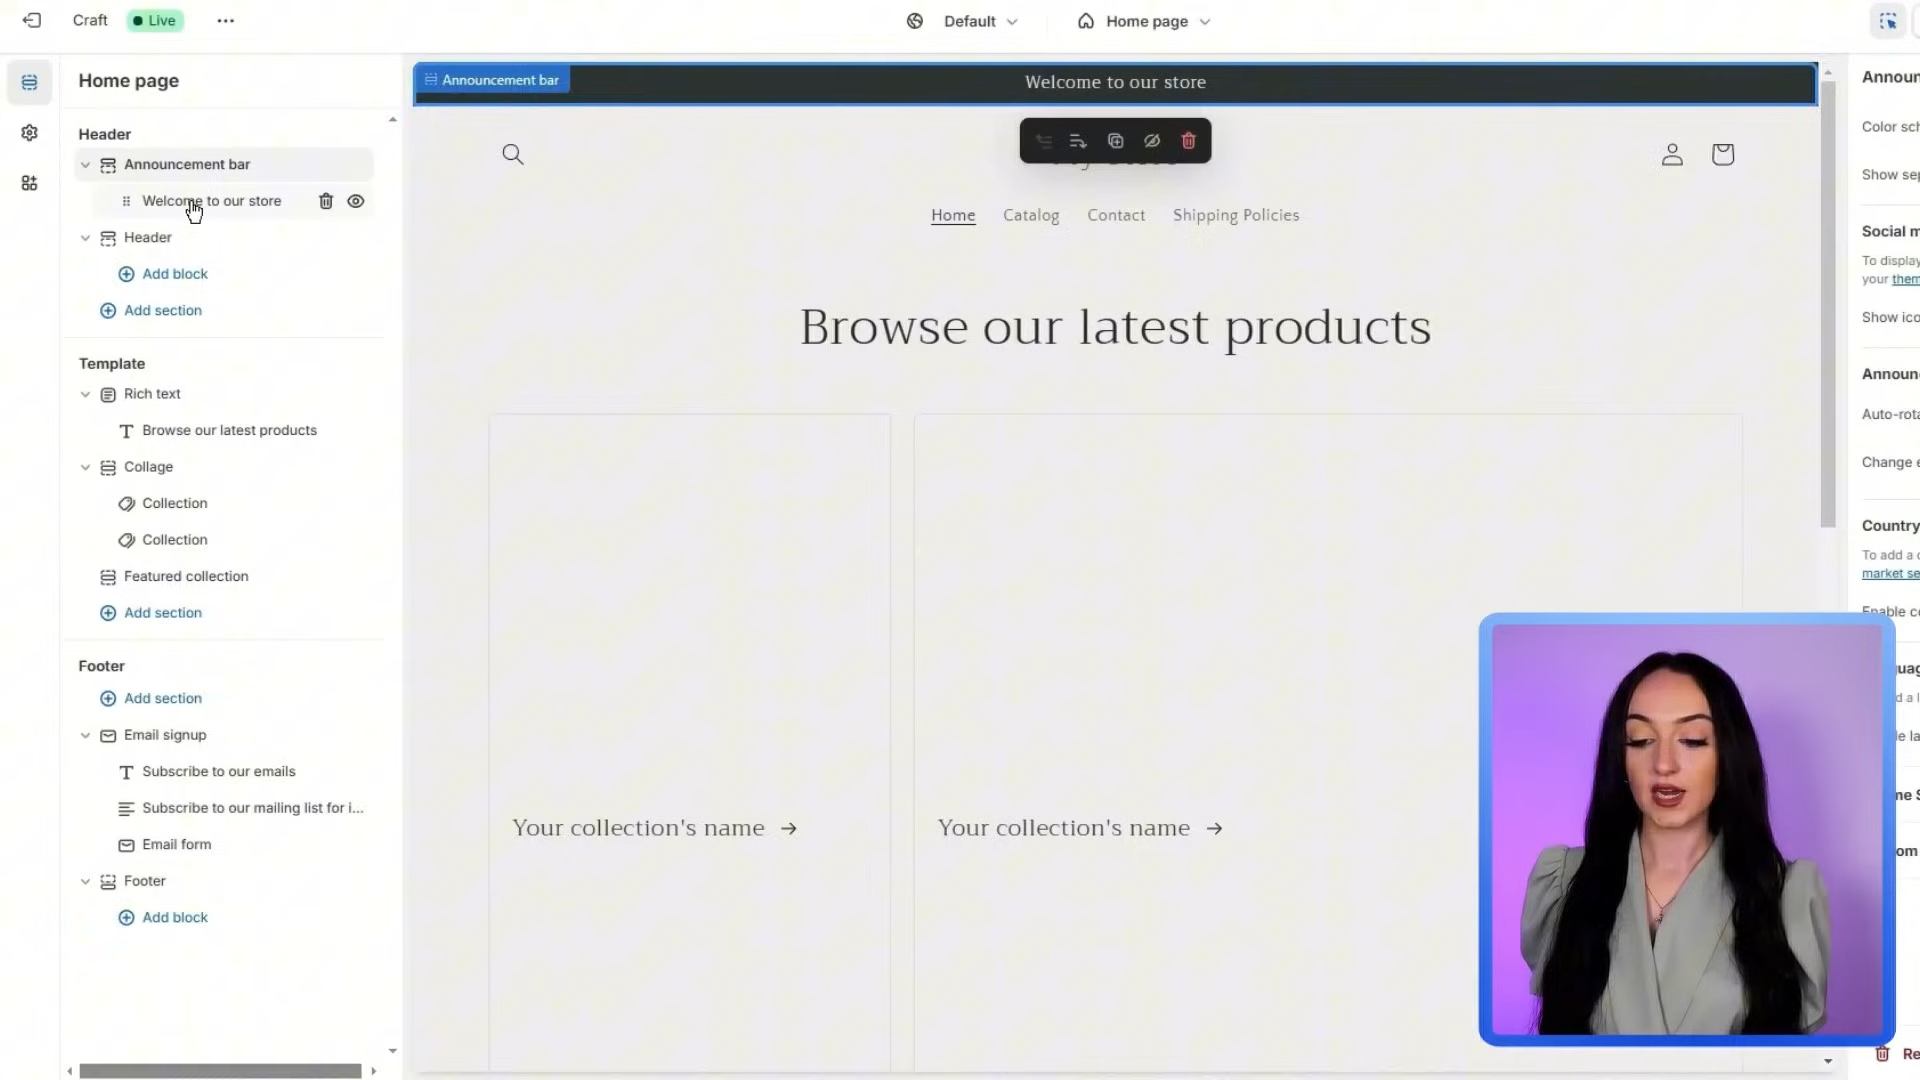 Craft
Live
Default
Home page
Home page
Header
Announcement bar
Welcome to our store
Header
Add block
Add section
Template
Rich text
Browse our latest products
Collage
Collection
Collection
Featured collection
Add section
Footer
Add section
Email signup
Subscribe to our emails
Subscribe to our mailing list for i...
Email form
Footer
Add block
Announcement bar
Welcome to our store
Home
Catalog
Contact
Shipping Policies
Browse our latest products
Your collection's name →
Your collection's name →
Announ
Color sch
Show sep
Social m
To display
your them
Show ico
Announ
Auto-rota
Change e
Country
To add a c
market se
Enable co
Re